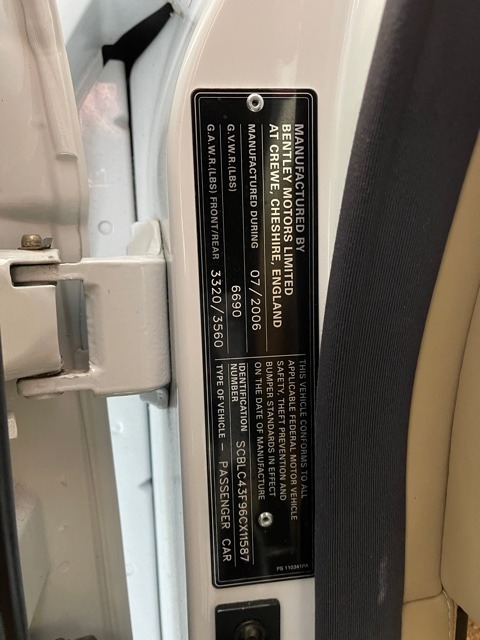 MANUFACTURED BY
BENTLEY MOTORS LIMITED
AT CREWE, CHESHIRE, ENGLAND
MANUFACTURED DURING 07/2006
G.V.W.R.(LBS) 6690
G.A.W.R.(LBS) FRONT/REAR 3320/3560
THIS VEHICLE CONFORMS TO ALL
APPLICABLE FEDERAL MOTOR VEHICLE
SAFETY, THEFT PREVENTION AND
BUMPER STANDARDS IN EFFECT
ON THE DATE OF MANUFACTURE
IDENTIFICATION SCBLC43F96CX11587
NUMBER
TYPE OF VEHICLE – PASSENGER CAR
PB 110341PA